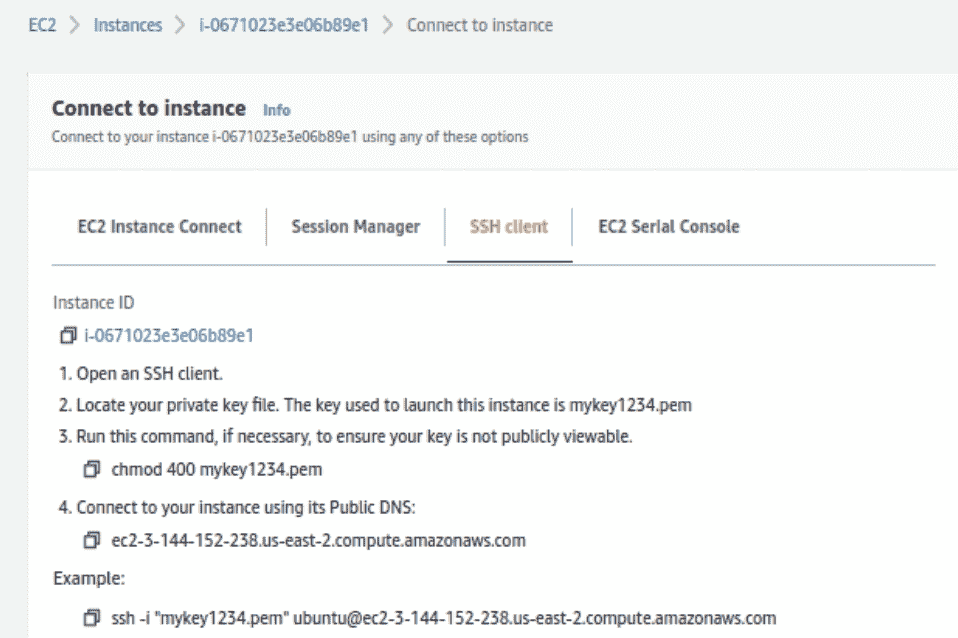 EC2 > Instances > i-0671023e3e06b89e1 > Connect to instance
Connect to instance Info
Connect to your instance i-0671023e3e06b89e1 using any of these options
EC2 Instance Connect Session Manager SSH client EC2 Serial Console
Instance ID
i-0671023e3e06b89e1
1. Open an SSH client.
2. Locate your private key file. The key used to launch this instance is mykey1234.pem
3. Run this command, if necessary, to ensure your key is not publicly viewable.
chmod 400 mykey1234.pem
4. Connect to your instance using its Public DNS:
ec2-3-144-152-238.us-east-2.compute.amazonaws.com
Example:
ssh -i "mykey1234.pem" ubuntu@ec2-3-144-152-238.us-east-2.compute.amazonaws.com